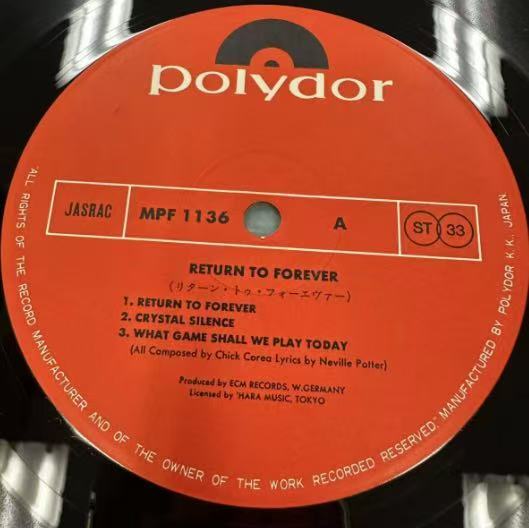 polydor
JASRAC
MPF 1136
A
ST 33
RETURN TO FOREVER
(リターン・トゥ・フォーエヴァー)
1. RETURN TO FOREVER
2. CRYSTAL SILENCE
3. WHAT GAME SHALL WE PLAY TODAY
(All Composed by Chick Corea Lyrics by Neville Potter)
Produced by ECM RECORDS, W.GERMANY
Licensed by 'HARA MUSIC, TOKYO
"ALL RIGHTS OF THE RECORD MANUFACTURER AND OF THE OWNER OF THE WORK RECORDED RESERVED." MANUFACTURED BY POLYDOR K.K., JAPAN.